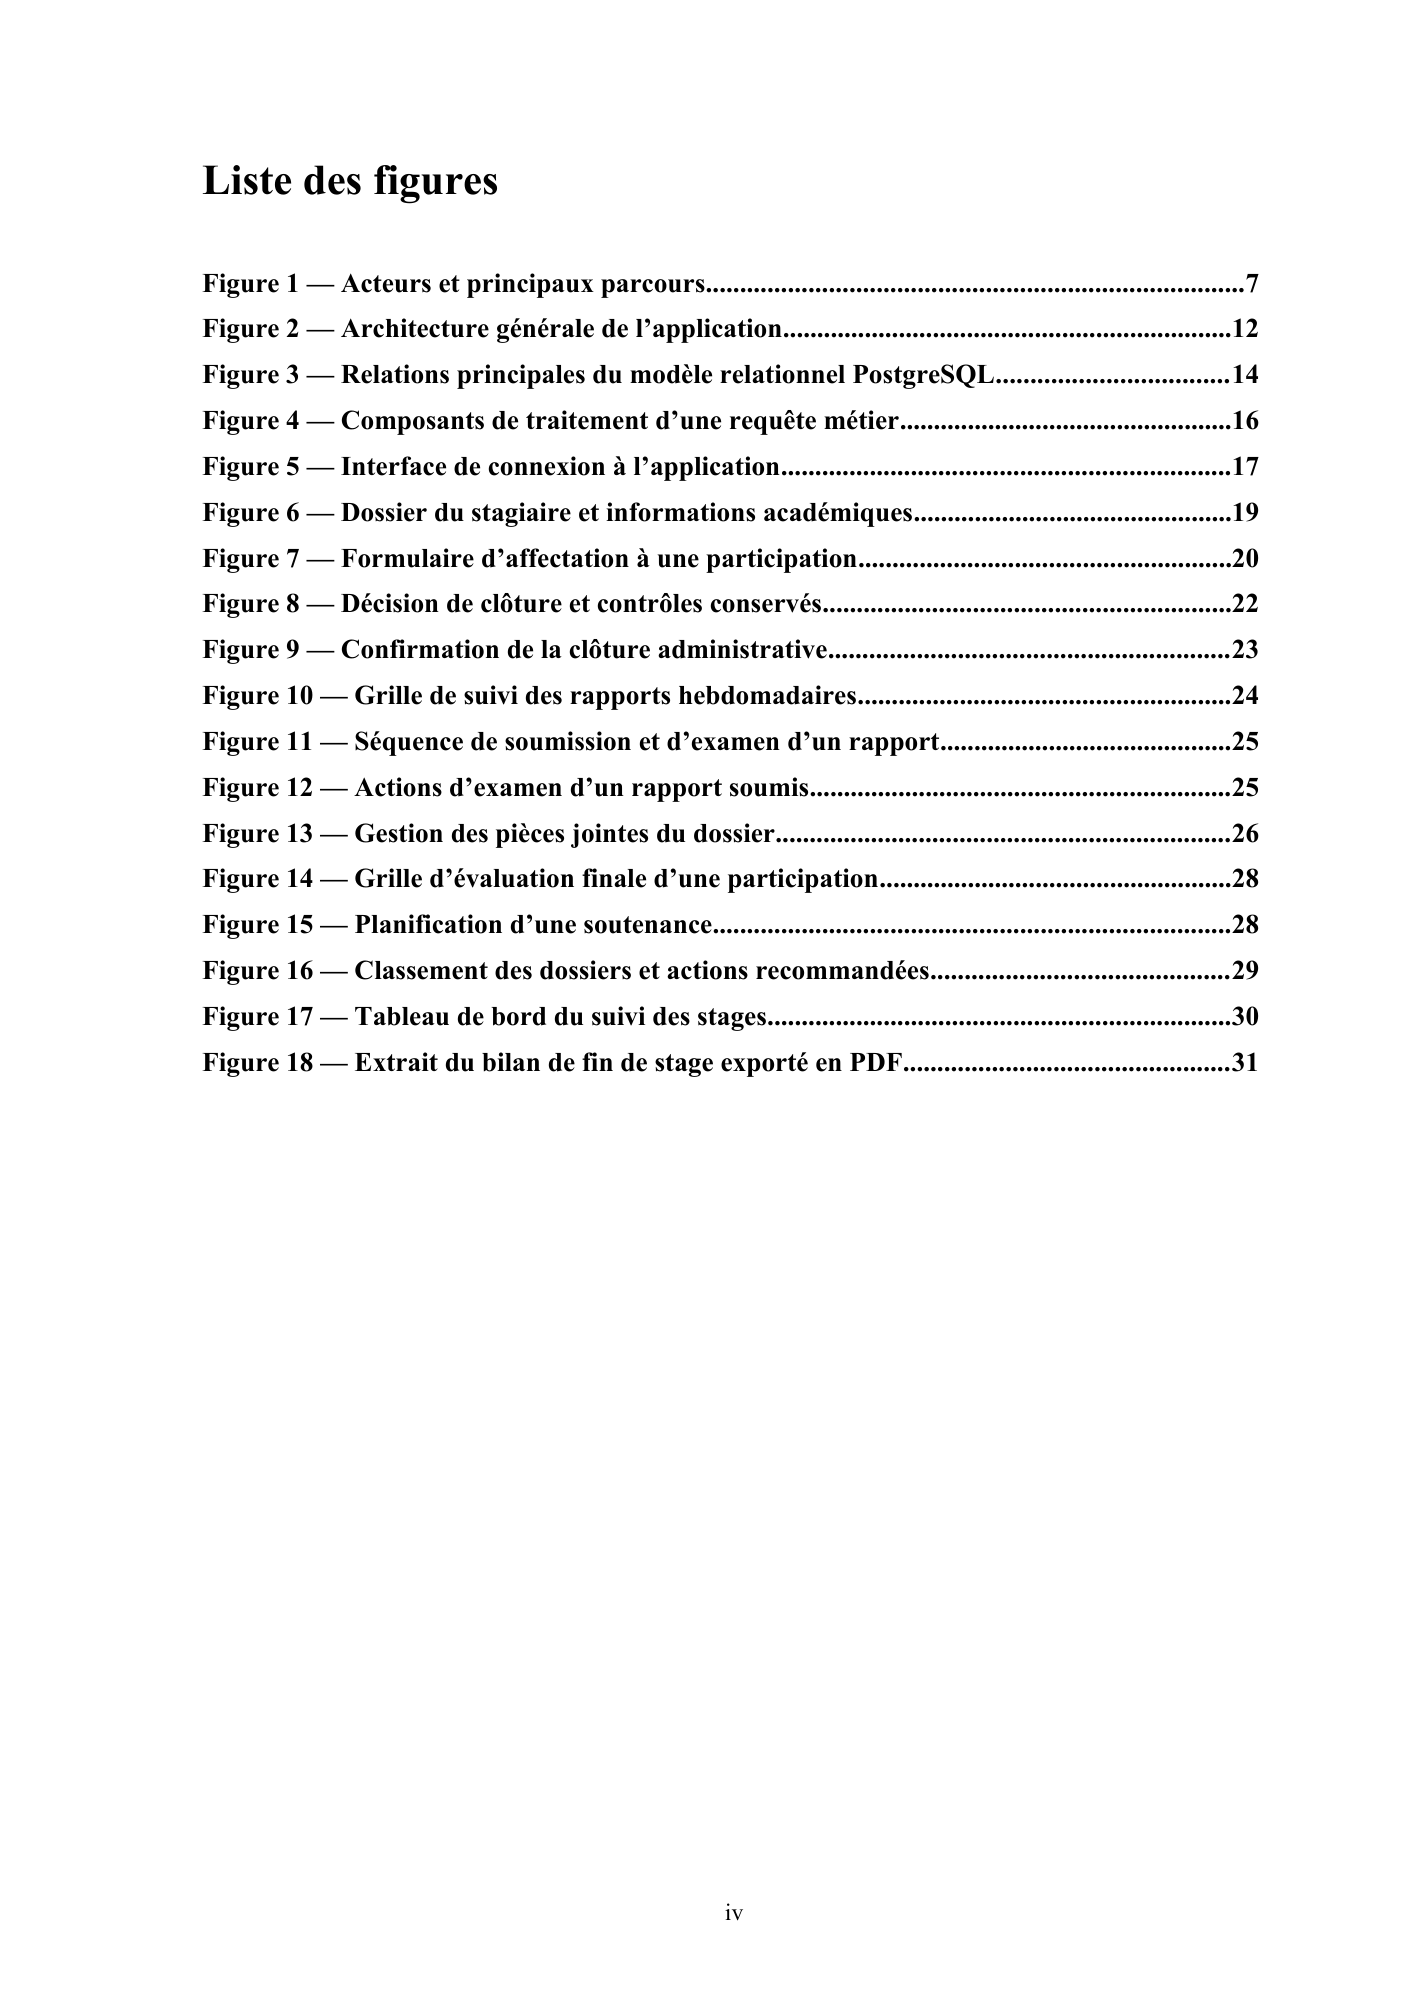 Liste des figures
Figure 1 — Acteurs et principaux parcours................................................................................7
Figure 2 — Architecture générale de l’application..................................................................12
Figure 3 — Relations principales du modèle relationnel PostgreSQL..................................14
Figure 4 — Composants de traitement d’une requête métier.................................................16
Figure 5 — Interface de connexion à l’application..................................................................17
Figure 6 — Dossier du stagiaire et informations académiques...............................................19
Figure 7 — Formulaire d’affectation à une participation.......................................................20
Figure 8 — Décision de clôture et contrôles conservés............................................................22
Figure 9 — Confirmation de la clôture administrative...........................................................23
Figure 10 — Grille de suivi des rapports hebdomadaires.......................................................24
Figure 11 — Séquence de soumission et d’examen d’un rapport...........................................25
Figure 12 — Actions d’examen d’un rapport soumis..............................................................25
Figure 13 — Gestion des pièces jointes du dossier...................................................................26
Figure 14 — Grille d’évaluation finale d’une participation....................................................28
Figure 15 — Planification d’une soutenance............................................................................28
Figure 16 — Classement des dossiers et actions recommandées............................................29
Figure 17 — Tableau de bord du suivi des stages....................................................................30
Figure 18 — Extrait du bilan de fin de stage exporté en PDF................................................31
iv